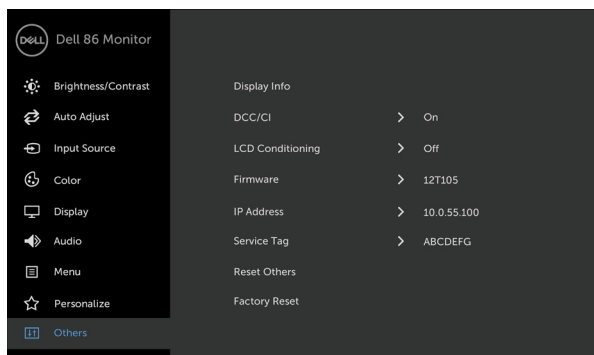 DELL Dell 86 Monitor
Brightness/Contrast
Auto Adjust
Input Source
Color
Display
Audio
Menu
Personalize
Others
Display Info
DCC/CI > On
LCD Conditioning > Off
Firmware > 12T105
IP Address > 10.0.55.100
Service Tag > ABCDEFG
Reset Others
Factory Reset